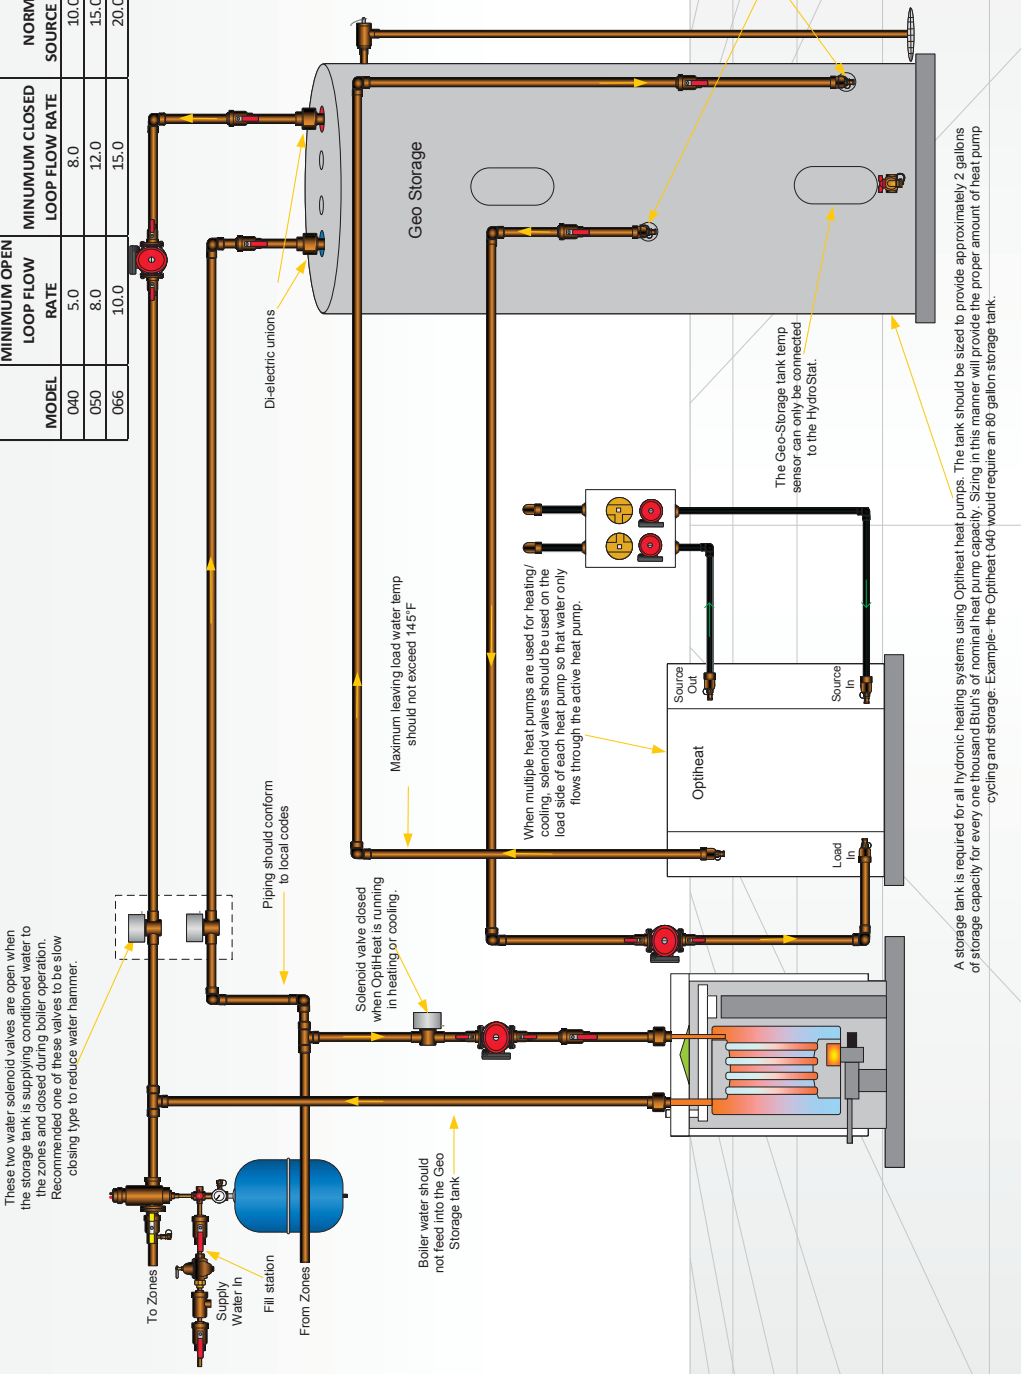 These two water solenoid valves are open when
the storage tank is supplying conditioned water to
the zones and closed during boiler operation.
Recommended one of these valves to be slow
closing type to reduce water hammer.
MODEL
MINIMUM OPEN
LOOP FLOW
RATE
MINUMUM CLOSED
LOOP FLOW RATE
NORM
SOURCE
040 5.0 8.0 10.0
050 8.0 12.0 15.0
066 10.0 15.0 20.0
To Zones
Supply
Water In
Fill station
From Zones
Piping should conform
to local codes
Di-electric unions
Solenoid valve closed
when OptiHeat is running
in heating or cooling.
Maximum leaving load water temp
should not exceed 145°F
Geo Storage
Boiler water should
not feed into the Geo
Storage tank
When multiple heat pumps are used for heating/
cooling, solenoid valves should be used on the
load side of each heat pump so that water only
flows through the active heat pump.
Optiheat
Source
Out
Source
In
Load
In
The Geo-Storage tank temp
sensor can only be connected
to the HydroStat.
A storage tank is required for all hydronic heating systems using Optiheat heat pumps. The tank should be sized to provide approximately 2 gallons
of storage capacity for every one thousand Btuh's of nominal heat pump capacity. Sizing in this manner will provide the proper amount of heat pump
cycling and storage. Example- the Optiheat 040 would require an 80 gallon storage tank.